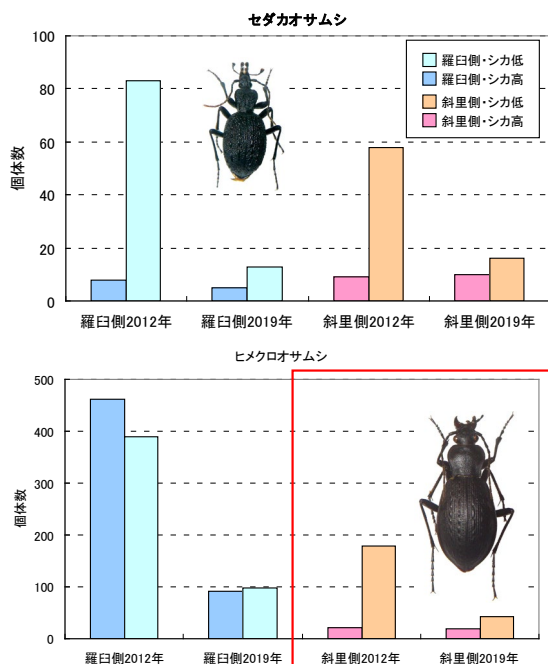 セダカオサムシ
個体数
100
80
60
40
20
0
羅臼側・シカ低
羅臼側・シカ高
斜里側・シカ低
斜里側・シカ高
羅臼側2012年 羅臼側2019年 斜里側2012年 斜里側2019年
ヒメクロオサムシ
個体数
500
400
300
200
100
0
羅臼側2012年 羅臼側2019年 斜里側2012年 斜里側2019年